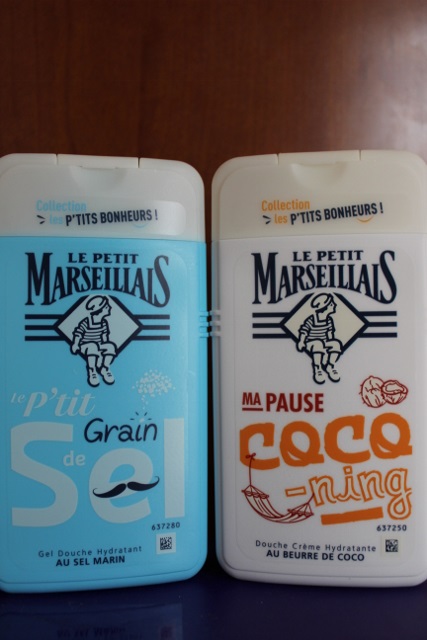 Collection
les P'TITS BONHEURS !
LE PETIT
MARSEILLAIS
le P'tit
Grain
de
Sel
637280
Gel Douche Hydratant
AU SEL MARIN
Collection
les P'TITS BONHEURS !
LE PETIT
MARSEILLAIS
MA PAUSE
COCO
-ning
637250
Douche Crème Hydratante
AU BEURRE DE COCO